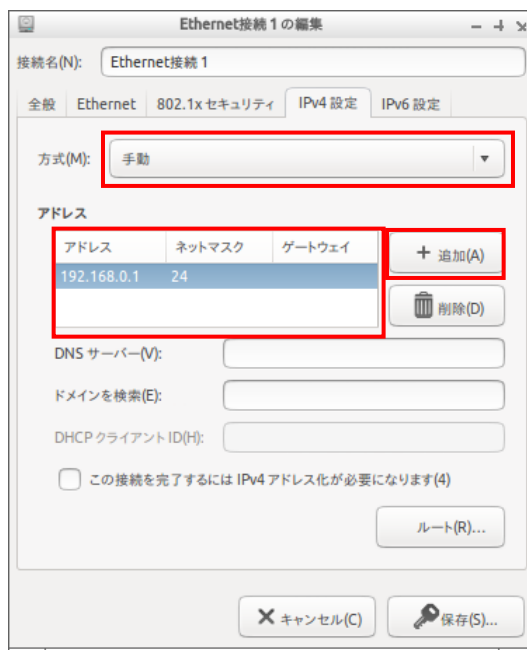 Ethernet接続 1 の編集
接続名(N): Ethernet接続 1
全般 Ethernet 802.1x セキュリティ IPv4 設定 IPv6 設定
方式(M): 手動
アドレス
アドレス ネットマスク ゲートウェイ
+ 追加(A)
192.168.0.1 24
削除(D)
DNS サーバー(V):
ドメインを検索(E):
DHCP クライアント ID(H):
この接続を完了するには IPv4 アドレス化が必要になります(4)
ルート(R)...
キャンセル(C) 保存(S)...